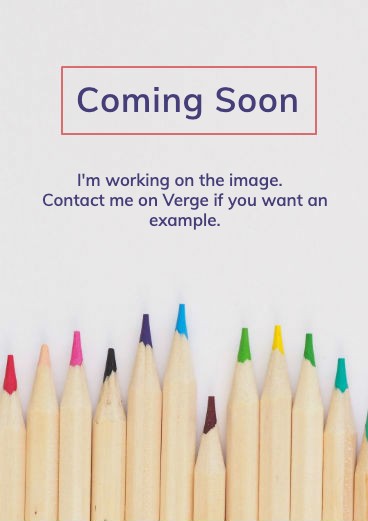 Coming Soon
I'm working on the image.
Contact me on Verge if you want an
example.